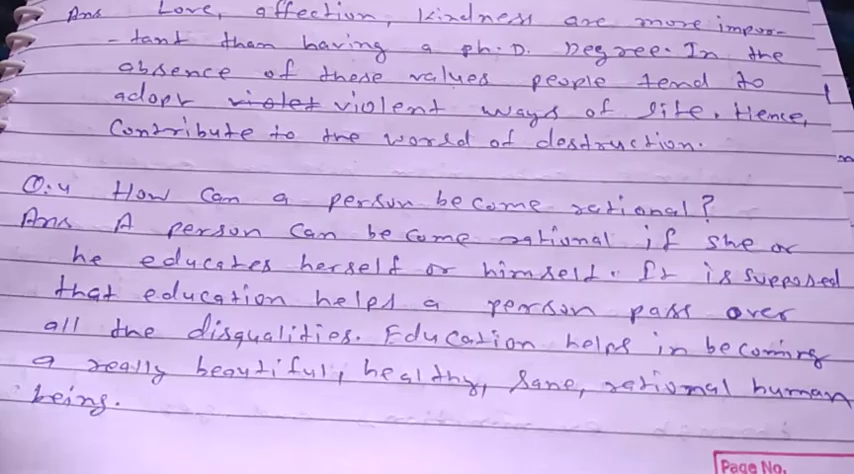 Ans Love, affection, kindness are more impor-
- tant than having a ph.D. Degree. In the
absence of these values people tend to
adopt violet violent ways of life. Hence,
Contribute to the world of destruction.
Q.4 How can a person become rational?
Ans A person can become rational if she or
he educates herself or himself. It is supposed
that education helps a person pass over
all the disqualities. Education helps in becoming
a really beautiful, healthy, sane, rational human
being.
Page No.